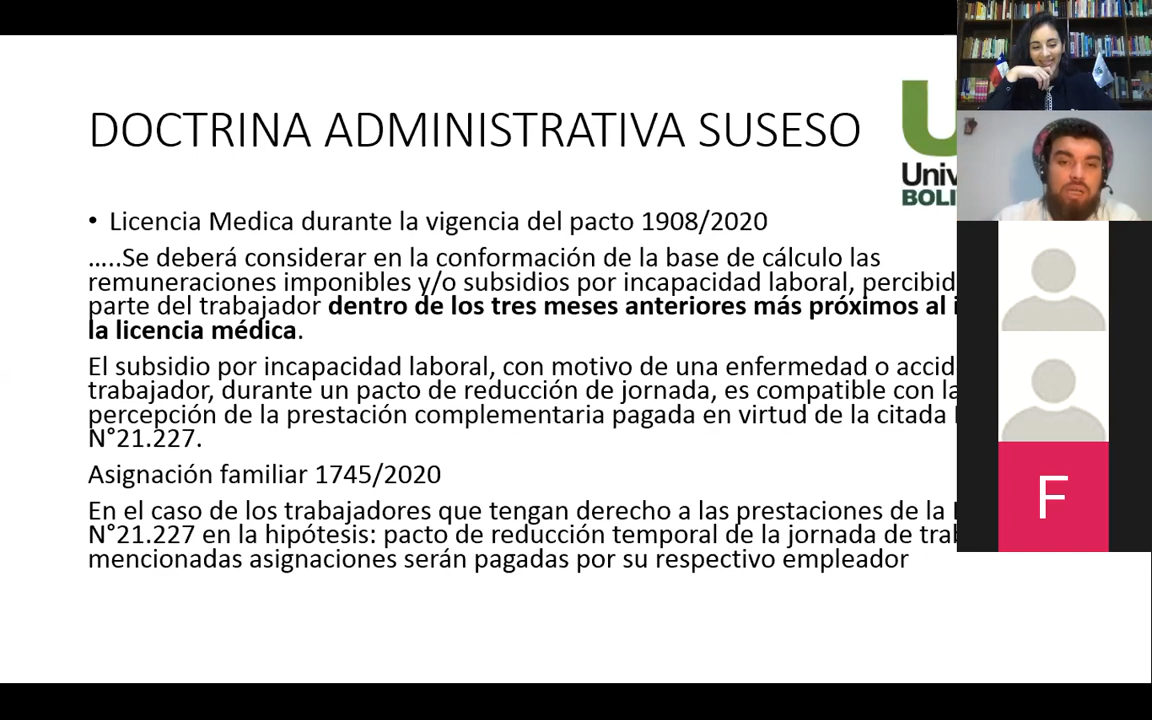 DOCTRINA ADMINISTRATIVA SUSESO
• Licencia Medica durante la vigencia del pacto 1908/2020
…..Se deberá considerar en la conformación de la base de cálculo las
remuneraciones imponibles y/o subsidios por incapacidad laboral, percibid
parte del trabajador dentro de los tres meses anteriores más próximos al i
la licencia médica.
El subsidio por incapacidad laboral, con motivo de una enfermedad o accid
trabajador, durante un pacto de reducción de jornada, es compatible con la
percepción de la prestación complementaria pagada en virtud de la citada
N°21.227.
Asignación familiar 1745/2020
En el caso de los trabajadores que tengan derecho a las prestaciones de la
N°21.227 en la hipótesis: pacto de reducción temporal de la jornada de trab
mencionadas asignaciones serán pagadas por su respectivo empleador
U
Univ
BOLI
F